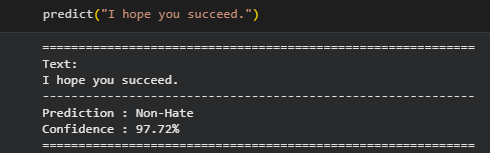 predict("I hope you succeed.")
============================================================
Text:
I hope you succeed.
------------------------------------------------------------
Prediction : Non-Hate
Confidence : 97.72%
============================================================